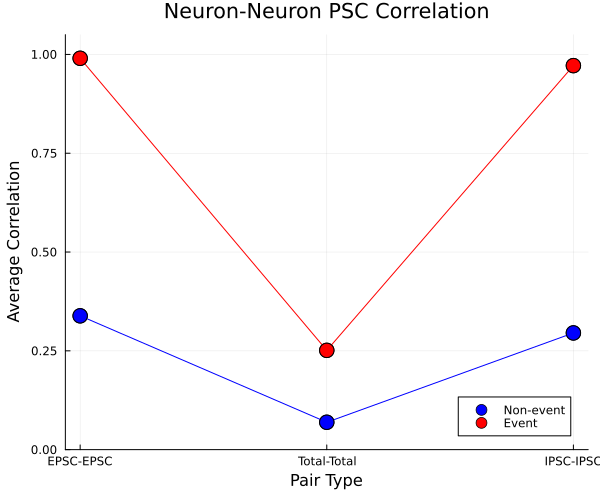 Neuron-Neuron PSC Correlation
1.00
0.75
0.50
0.25
0.00
Average Correlation
EPSC-EPSC
Total-Total
IPSC-IPSC
Pair Type
Non-event
Event